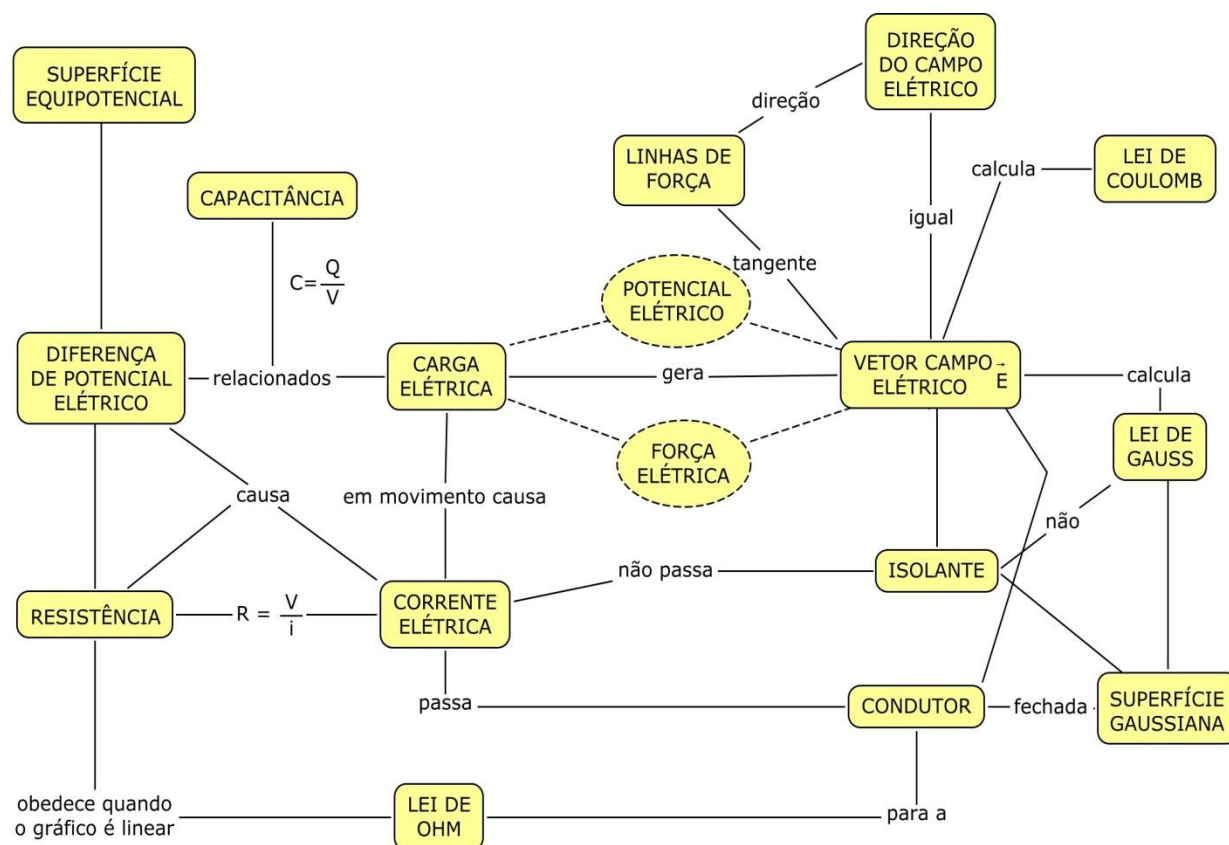 DIREÇÃO
DO CAMPO
ELÉTRICO
SUPERFÍCIE
EQUIPOTENCIAL
direção
LINHAS DE
FORÇA
calcula
LEI DE
COULOMB
CAPACITÂNCIA
igual
tangente
C= Q
V
POTENCIAL
ELÉTRICO
DIFERENÇA
DE POTENCIAL
ELÉTRICO
relacionados
CARGA
ELÉTRICA
gera
VETOR CAMPO
ELÉTRICO E→
calcula
LEI DE
GAUSS
FORÇA
ELÉTRICA
causa
em movimento causa
não
não passa
ISOLANTE
RESISTÊNCIA
R = V
i
CORRENTE
ELÉTRICA
passa
CONDUTOR
fechada
SUPERFÍCIE
GAUSSIANA
obedece quando
o gráfico é linear
LEI DE
OHM
para a